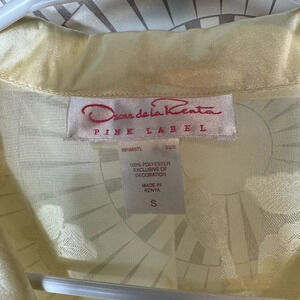 Oscar de la Renta
PINK LABEL
100% POLYESTER
EXCLUSIVE OF
DECORATION
MADE IN
KENYA
S